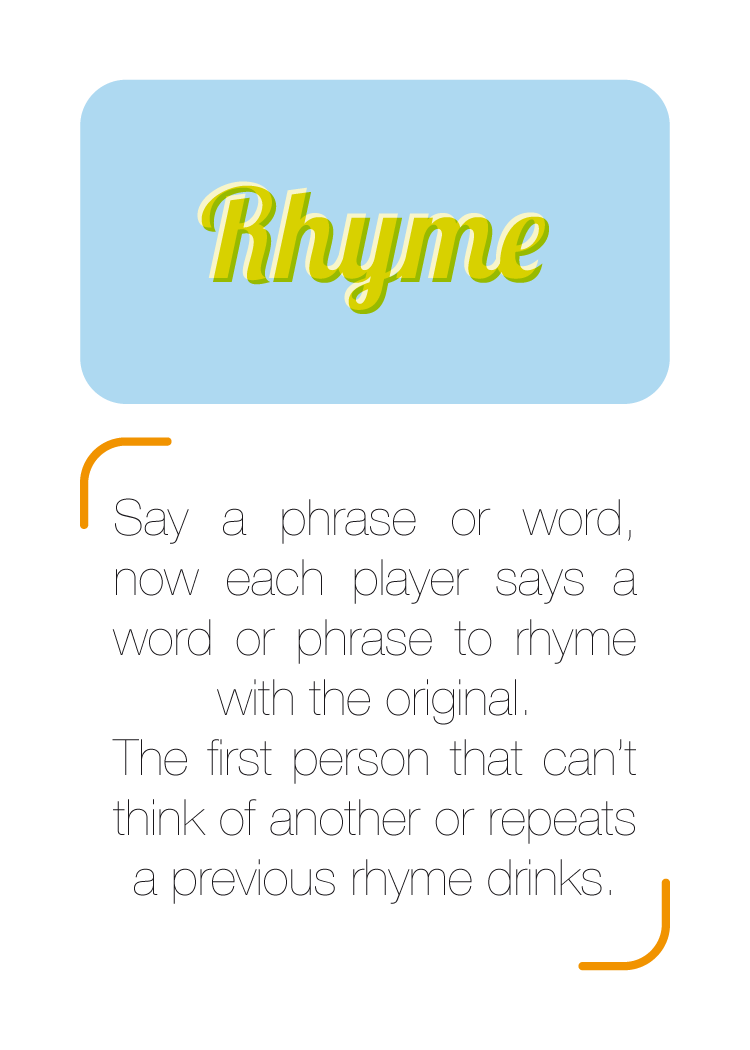 Rhyme
Say a phrase or word,
now each player says a
word or phrase to rhyme
with the original.
The first person that can't
think of another or repeats
a previous rhyme drinks.